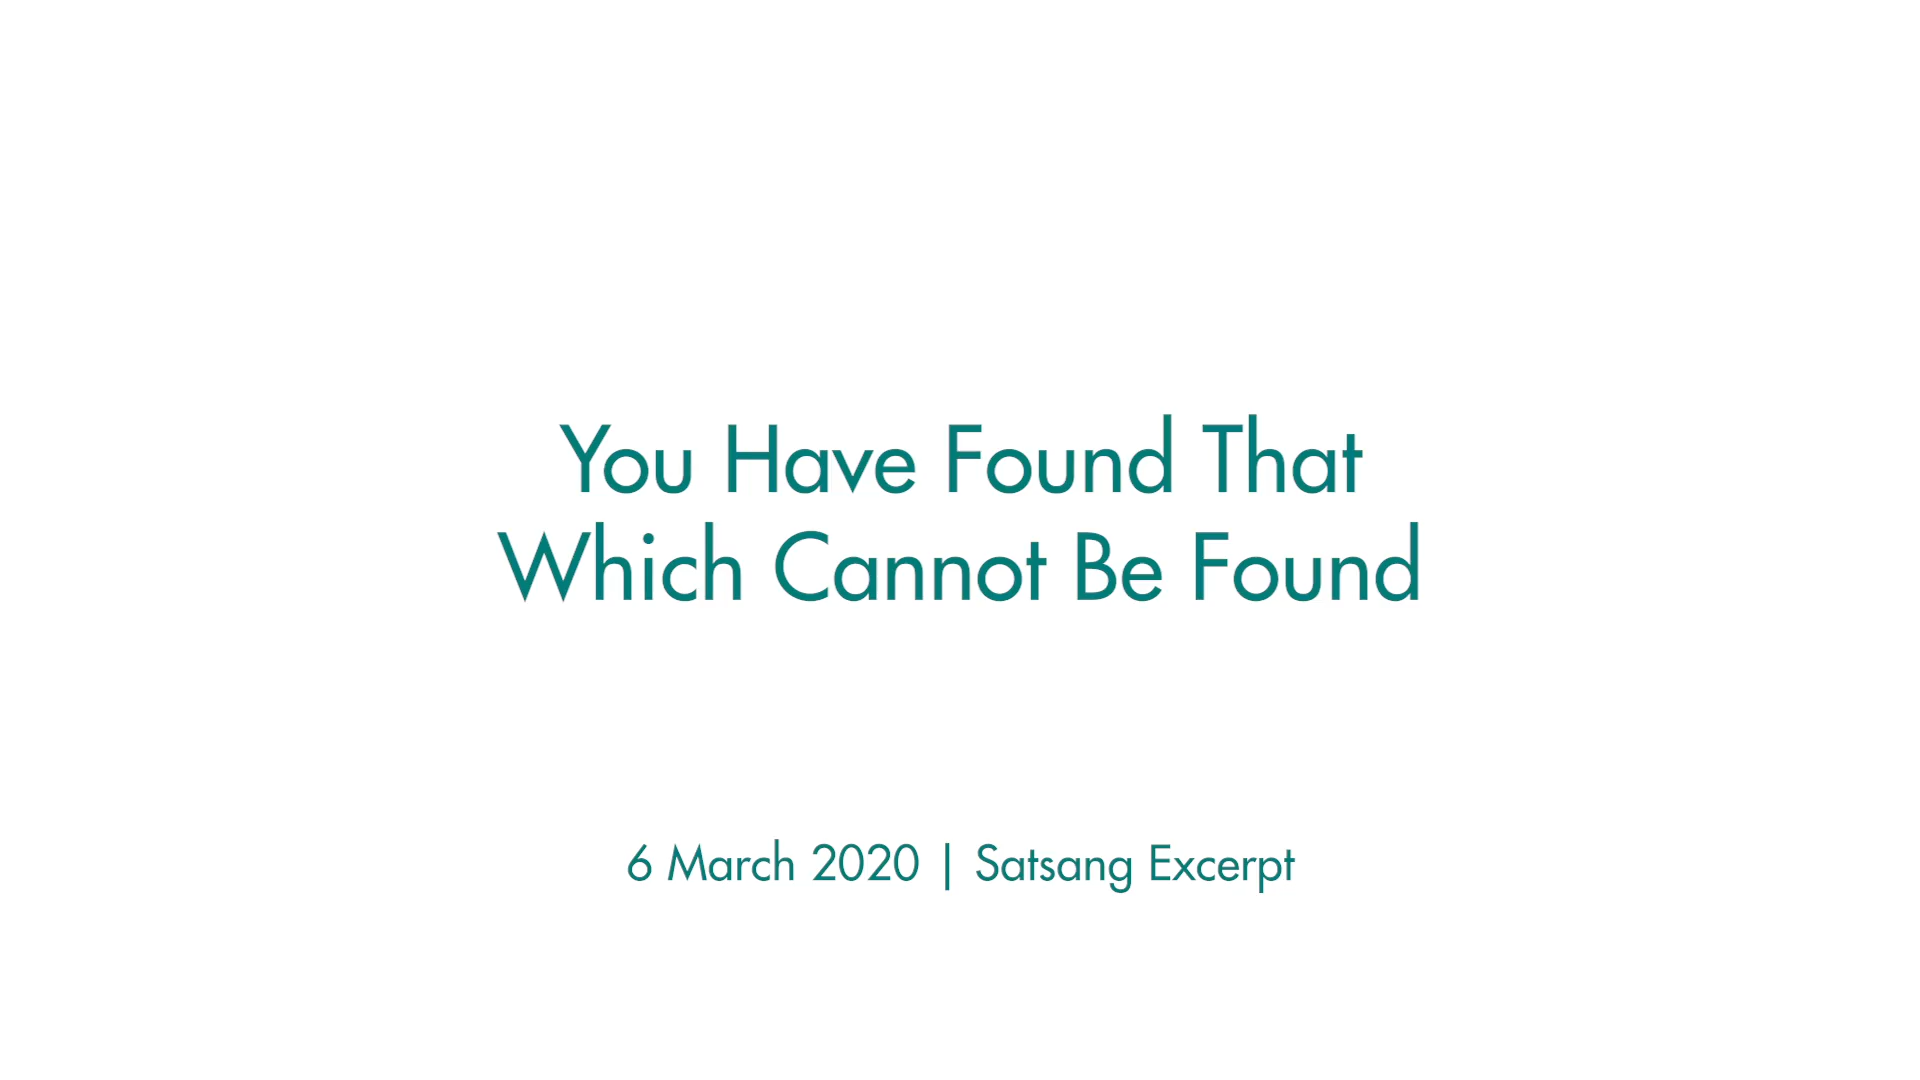 You Have Found That
Which Cannot Be Found
6 March 2020 | Satsang Excerpt